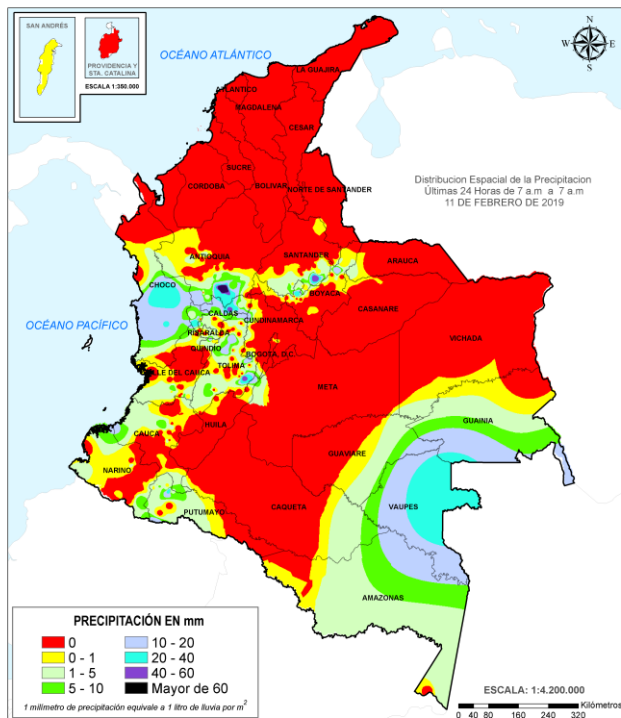 SAN ANDRÉS
PROVIDENCIA Y
STA. CATALINA
ESCALA 1:350.000
OCÉANO ATLÁNTICO
N
W E
S
LA GUAJIRA
ATLANTICO
MAGDALENA
CESAR
SUCRE
CORDOBA
BOLIVAR
NORTE DE SANTANDER
Distribucion Espacial de la Precipitacion
Últimas 24 Horas de 7 a.m a 7 a.m
11 DE FEBRERO DE 2019
ANTIOQUIA
SANTANDER
ARAUCA
CHOCO
BOYACA
CASANARE
CALDAS
CUNDINAMARCA
OCÉANO PACÍFICO
RISARALDA
VICHADA
QUINDIO
BOGOTA, D.C.
TOLIMA
VALLE DEL CAUCA
META
GUAINIA
HUILA
CAUCA
GUAVIARE
NARINO
VAUPES
CAQUETA
PUTUMAYO
AMAZONAS
PRECIPITACIÓN EN mm
0 10 - 20
0 - 1 20 - 40
1 - 5 40 - 60
5 - 10 Mayor de 60
1 milimetro de precipitación equivale a 1 litro de lluvia por m²
ESCALA: 1:4.200.000
Kilómetros
0 40 80 160 240 320